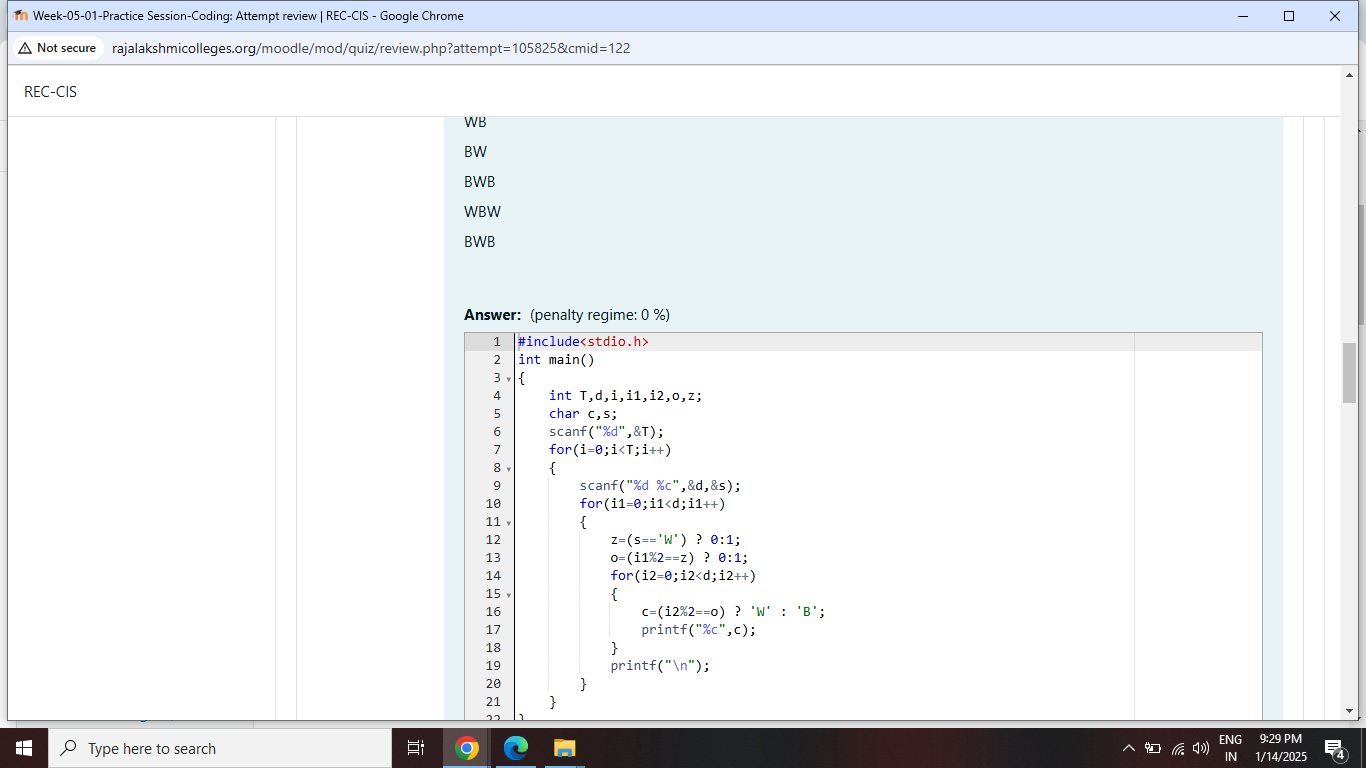 Week-05-01-Practice Session-Coding: Attempt review | REC-CIS - Google Chrome
Not secure rajalakshmicolleges.org/moodle/mod/quiz/review.php?attempt=105825&cmid=122
REC-CIS
WB
BW
BWB
WBW
BWB
Answer: (penalty regime: 0 %)
1 #include<stdio.h>
2 int main()
3 {
4 int T,d,i,i1,i2,o,z;
5 char c,s;
6 scanf("%d",&T);
7 for(i=0;i<T;i++)
8 {
9 scanf("%d %c",&d,&s);
10 for(i1=0;i1<d;i1++)
11 {
12 z=(s=='W') ? 0:1;
13 o=(i1%2==z) ? 0:1;
14 for(i2=0;i2<d;i2++)
15 {
16 c=(i2%2==o) ? 'W' : 'B';
17 printf("%c",c);
18 }
19 printf("\n");
20 }
21 }
22 }
Type here to search
ENG
IN
9:29 PM
1/14/2025
4